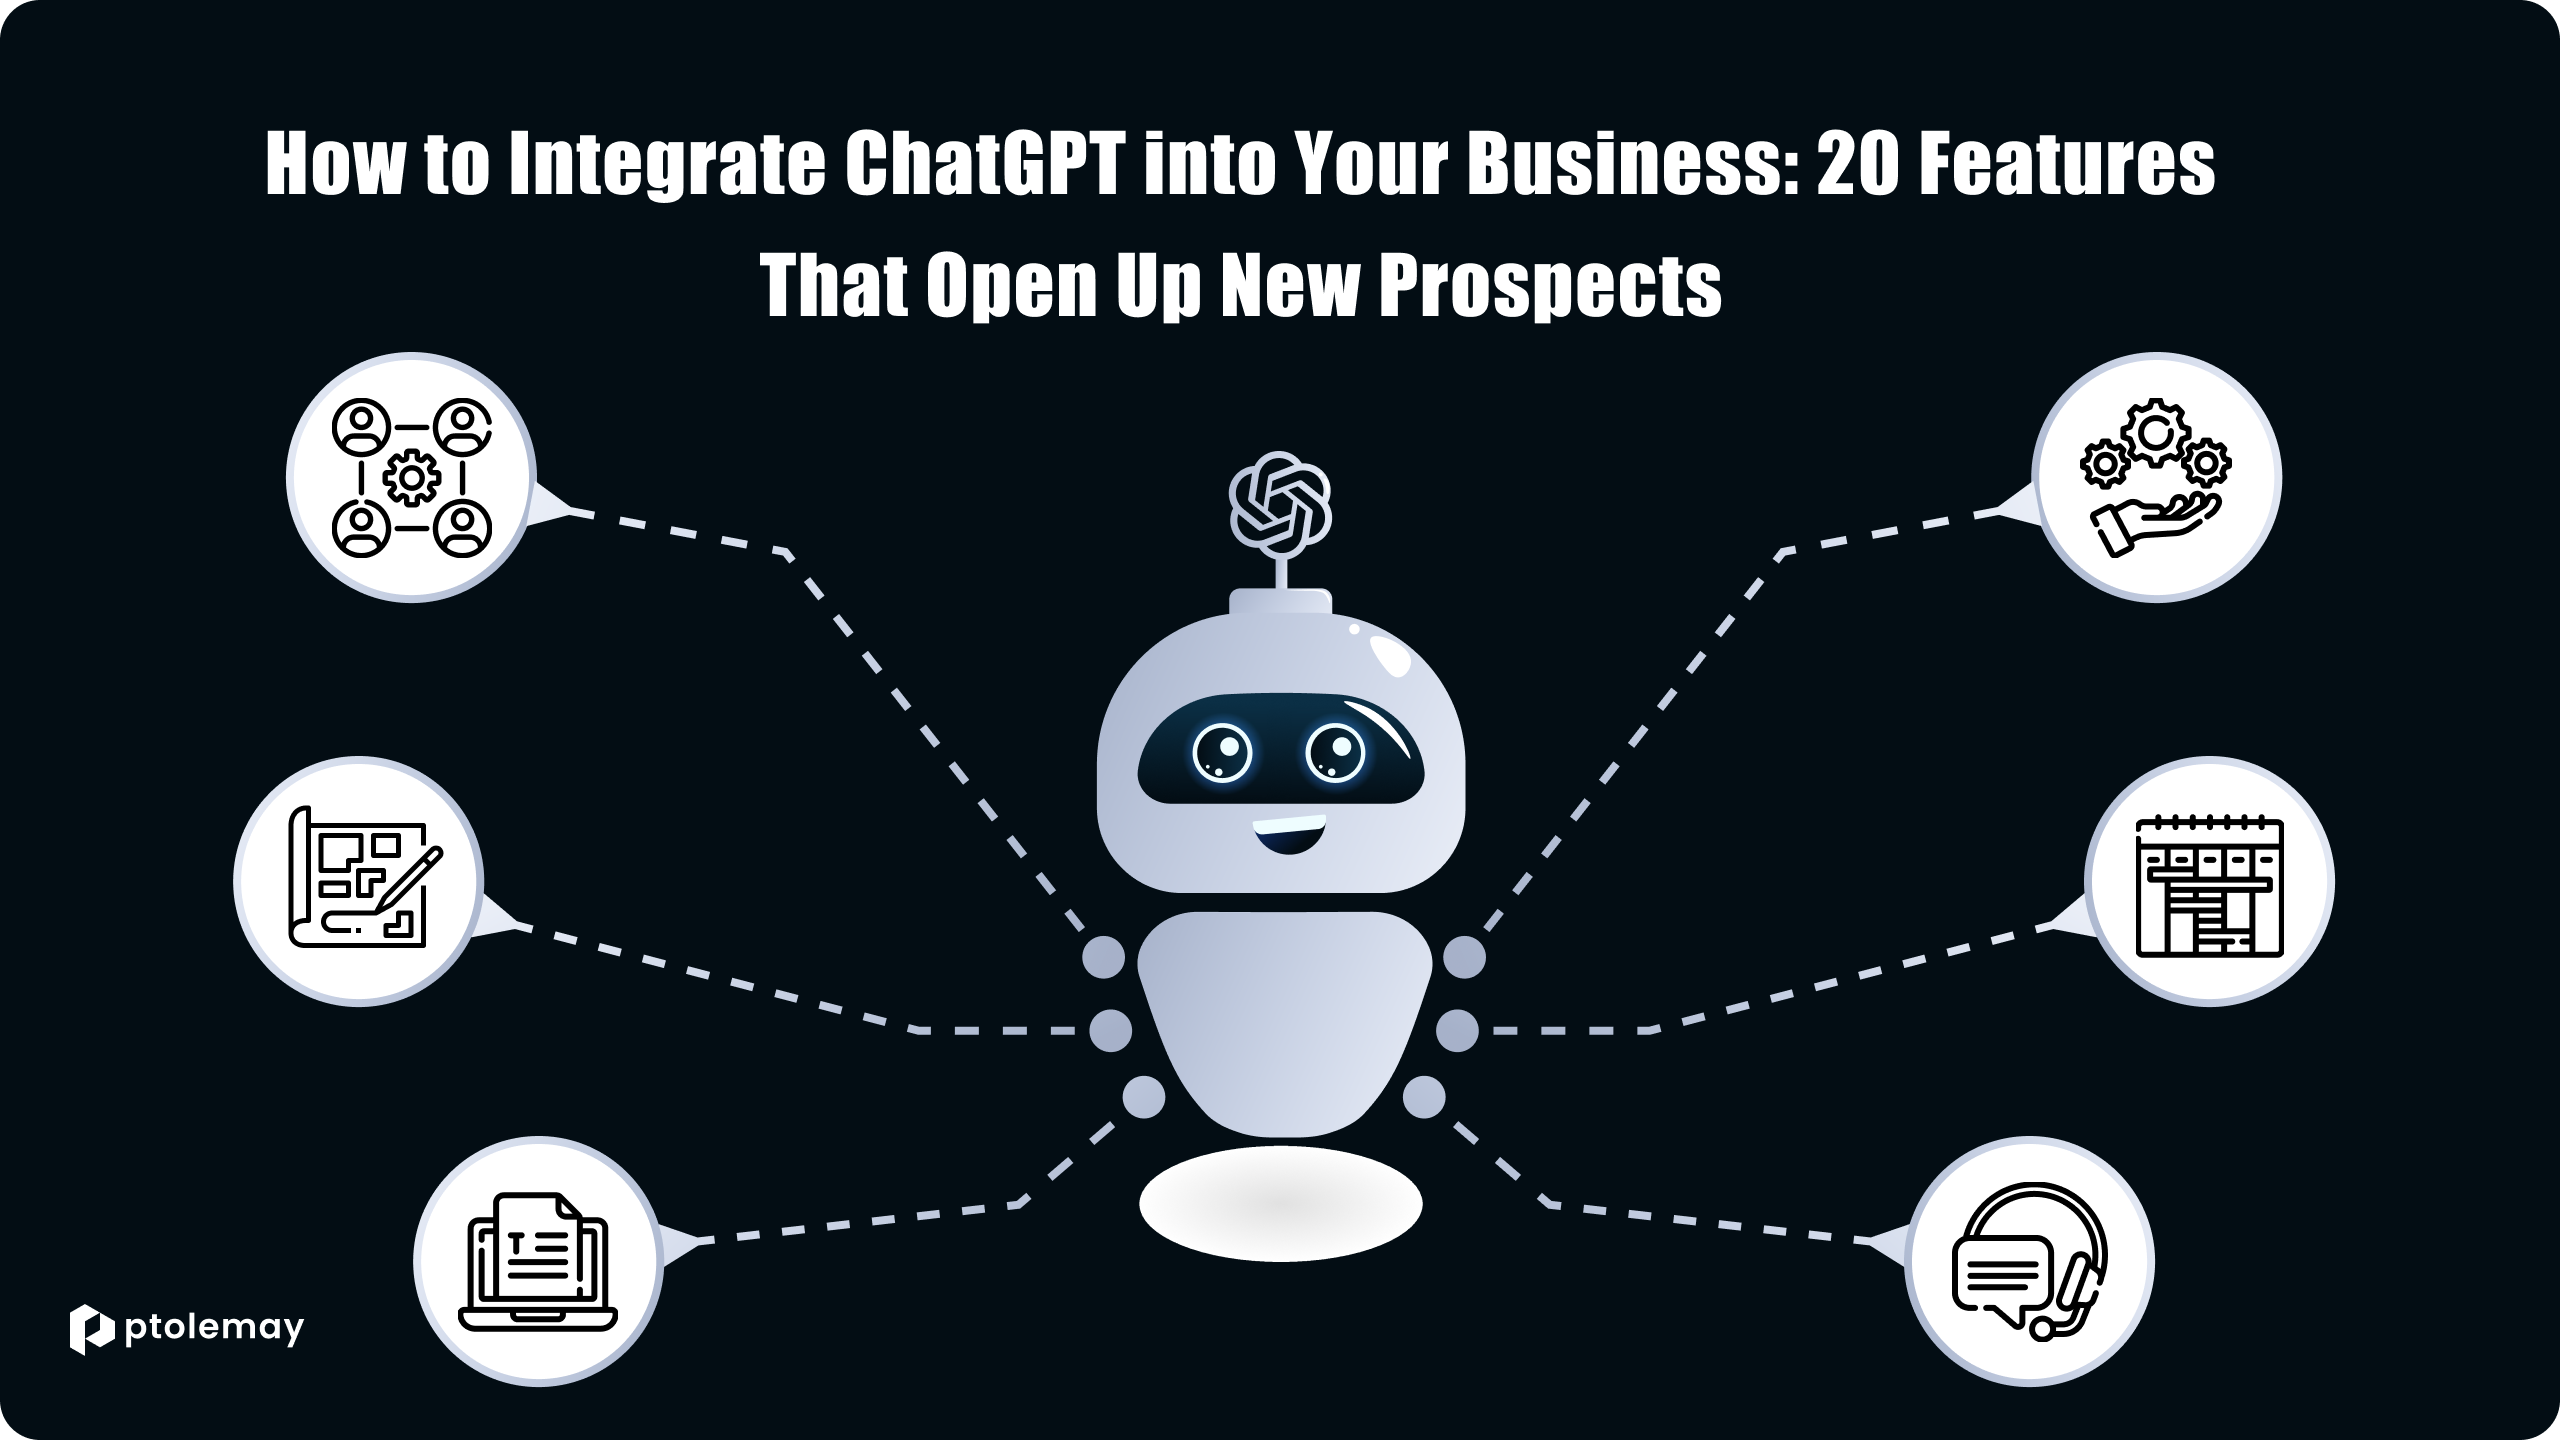 How to Integrate ChatGPT into Your Business: 20 Features
That Open Up New Prospects
T
ptolemay